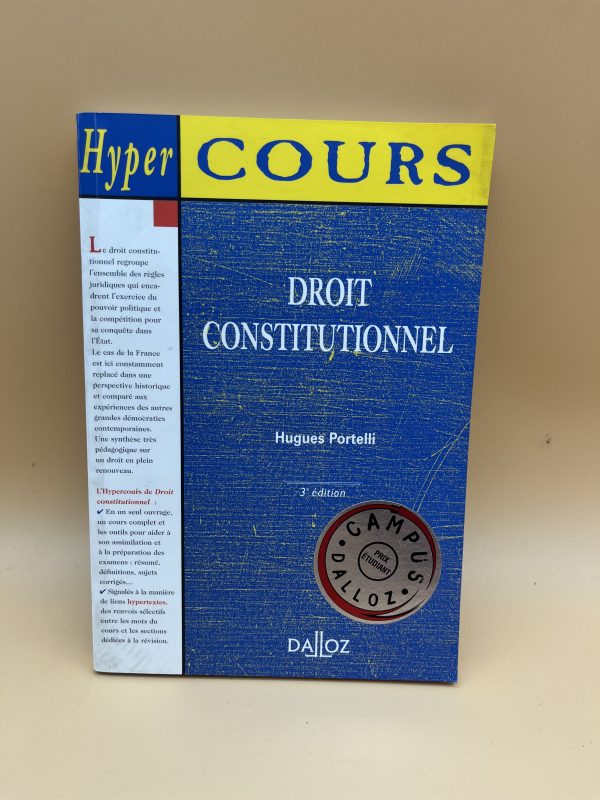 Hyper COURS
Le droit constitu-
tionnel regroupe
l'ensemble des règles
juridiques qui enca-
drent l'exercice du
pouvoir politique et
la compétition pour
sa conquête dans
l'État.
Le cas de la France
est ici constamment
replacé dans une
perspective historique
et comparé aux
expériences des autres
grandes démocraties
contemporaines.
Une synthèse très
pédagogique sur
un droit en plein
renouveau.
L'Hypercours de Droit
constitutionnel :
✔ En un seul ouvrage,
un cours complet et
les outils pour aider à
son assimilation et
à la préparation des
examens : résumé,
définitions, sujets
corrigés...
✔ Signalés à la manière
de liens hypertextes,
des renvois sélectifs
entre les mots du
cours et les sections
dédiées à la révision.
DROIT
CONSTITUTIONNEL
Hugues Portelli
3e édition
CAMPUS
PRIX
ETUDIANT
DALLOZ
DALLOZ